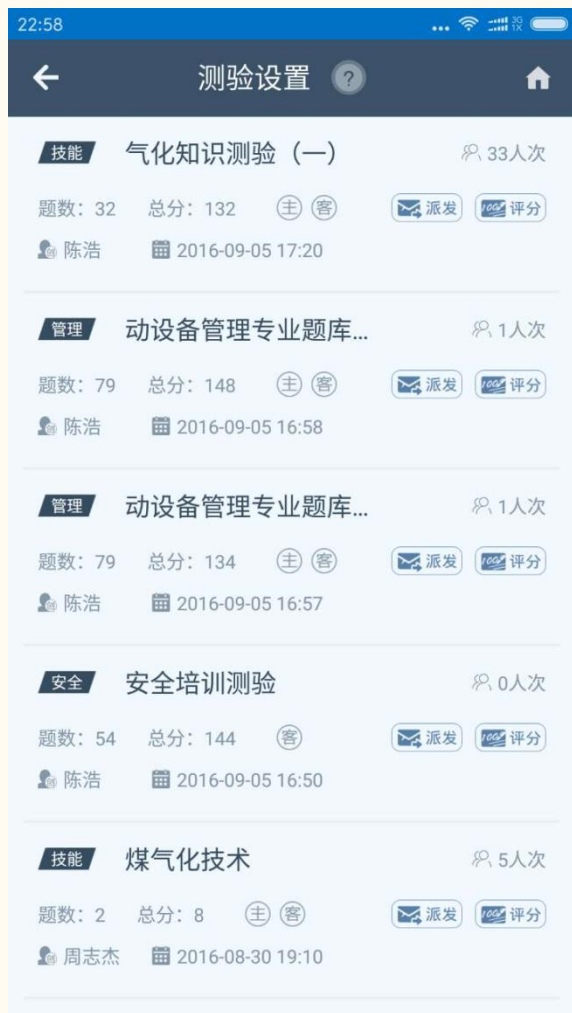 22:58 ... 3G 1X
测验设置 ?
技能 气化知识测验（一） 33人次
题数：32 总分：132 主 客 派发 评分
陈浩 2016-09-05 17:20
管理 动设备管理专业题库... 1人次
题数：79 总分：148 主 客 派发 评分
陈浩 2016-09-05 16:58
管理 动设备管理专业题库... 1人次
题数：79 总分：134 主 客 派发 评分
陈浩 2016-09-05 16:57
安全 安全培训测验 0人次
题数：54 总分：144 客 派发 评分
陈浩 2016-09-05 16:50
技能 煤气化技术 5人次
题数：2 总分：8 主 客 派发 评分
周志杰 2016-08-30 19:10